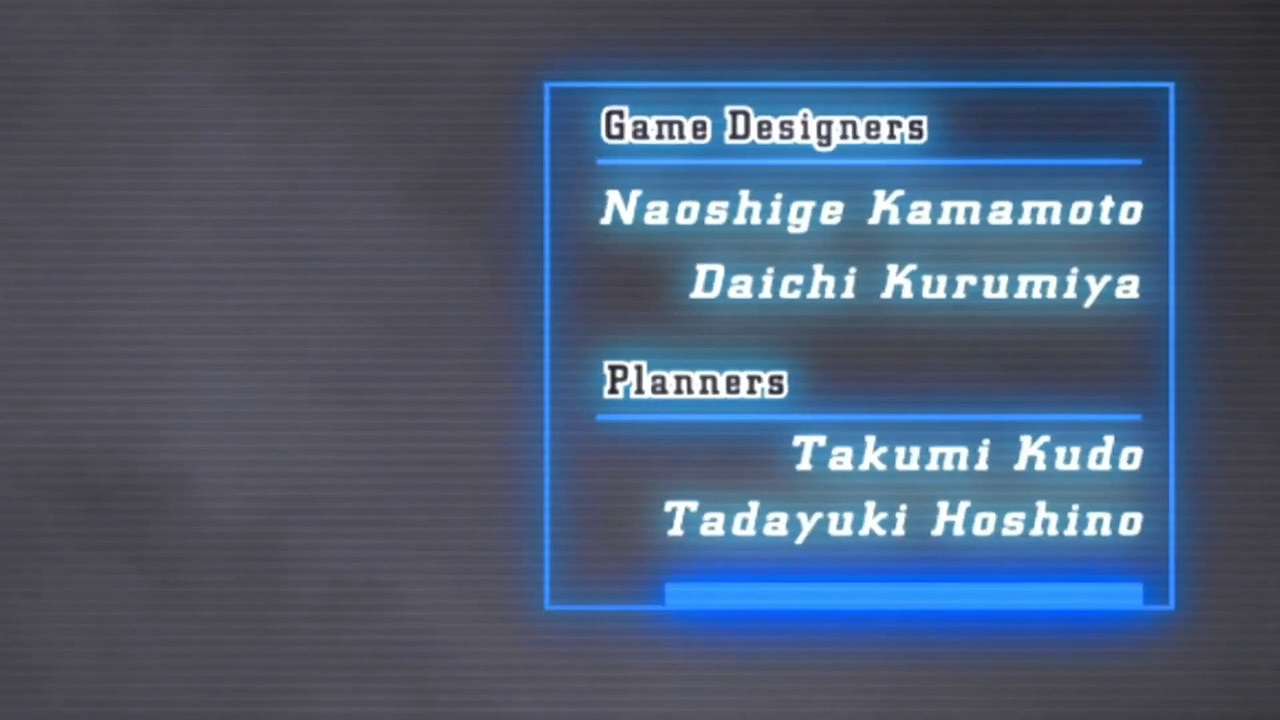 Game Designers
Naoshige Kamamoto
Daichi Kurumiya
Planners
Takumi Kudo
Tadayuki Hoshino